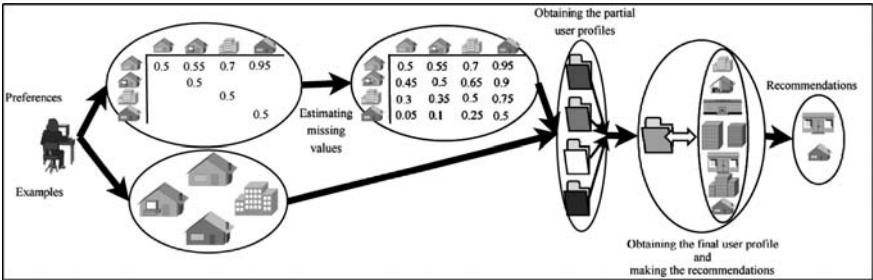 Obtaining the partial
user profiles
0.5 0.55 0.7 0.95
0.5
0.5
0.5
0.5 0.55 0.7 0.95
0.45 0.5 0.65 0.9
0.3 0.35 0.5 0.75
0.05 0.1 0.25 0.5
Preferences
Estimating
missing
values
Recommendations
Examples
Obtaining the final user profile
and
making the recommendations